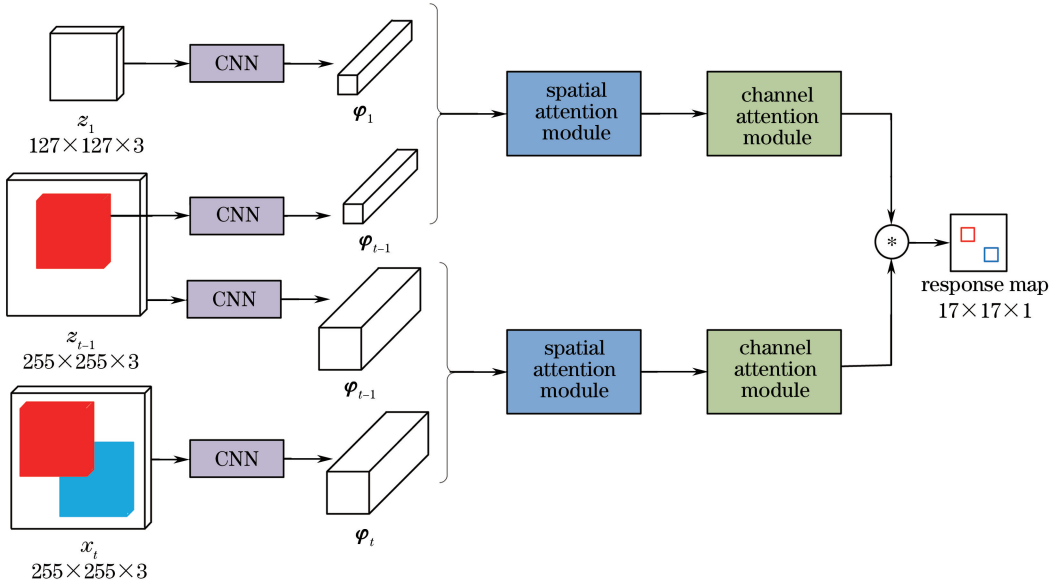 CNN
φ₁
z₁
127×127×3
spatial
attention
module
channel
attention
module
CNN
φₜ₋₁
CNN
φₜ₋₁
zₜ₋₁
255×255×3
spatial
attention
module
channel
attention
module
*
response map
17×17×1
CNN
φₜ
xₜ
255×255×3